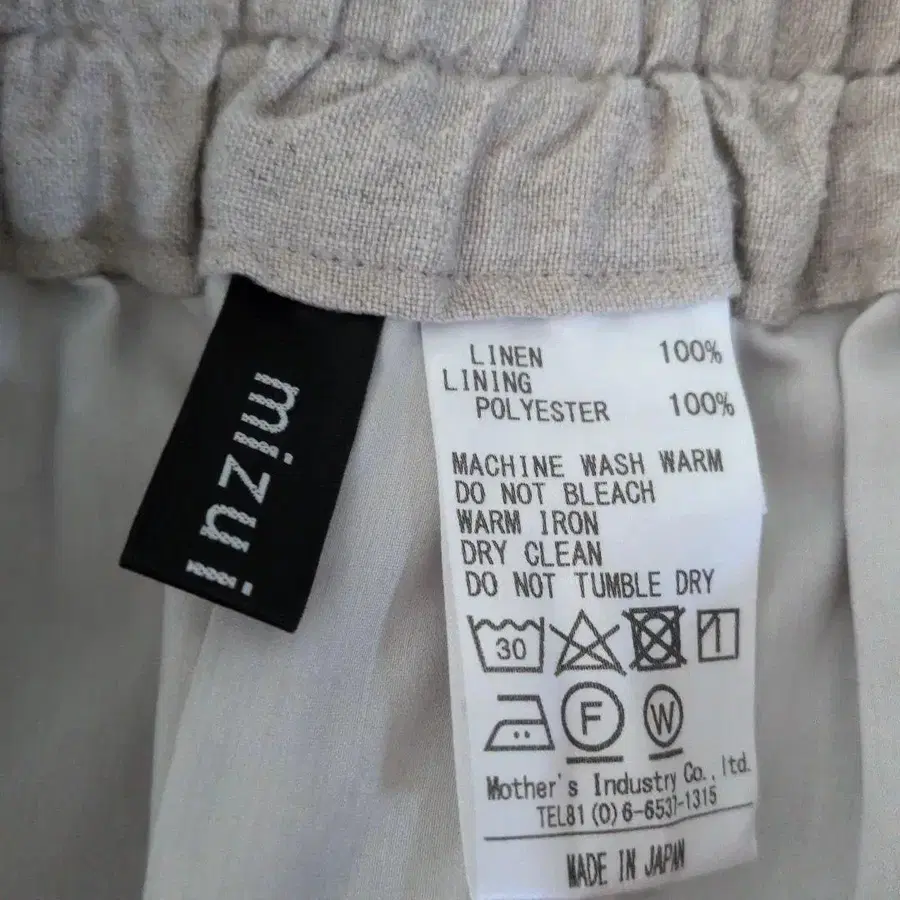 mizuii
LINEN 100%
LINING
POLYESTER 100%
MACHINE WASH WARM
DO NOT BLEACH
WARM IRON
DRY CLEAN
DO NOT TUMBLE DRY
30
F W
Mother's Industry Co., ltd.
TEL81(0)6-6537-1315
MADE IN JAPAN